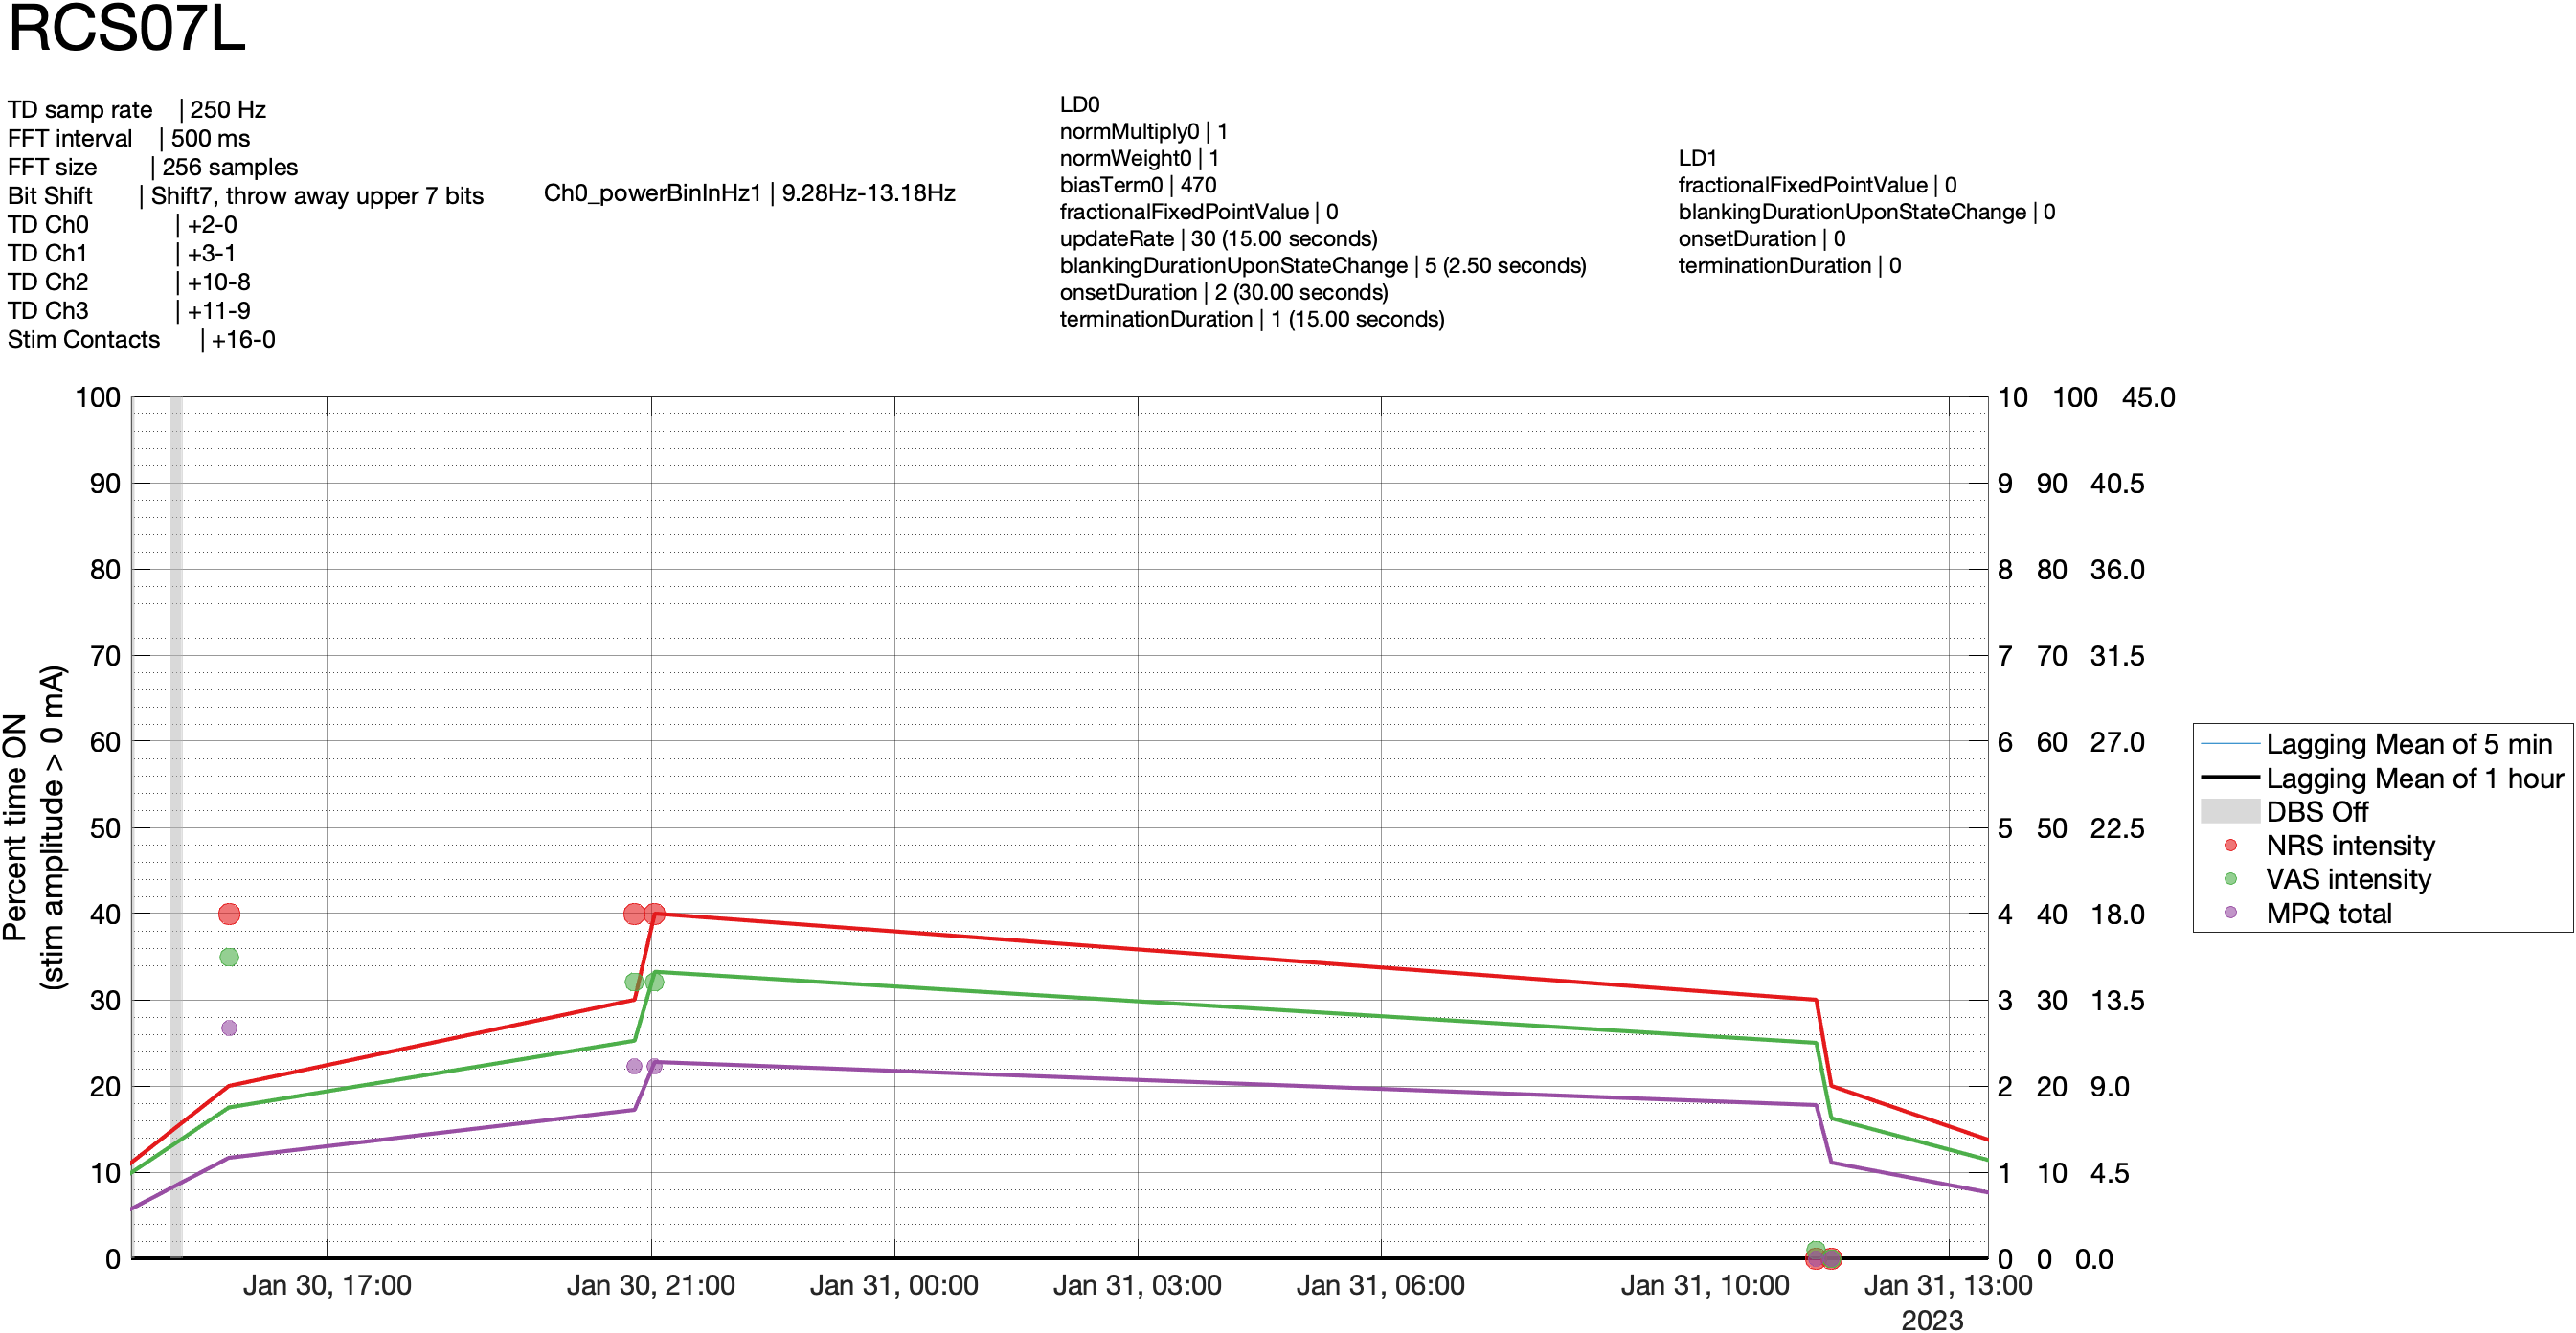 RCS07L
TD samp rate | 250 Hz
FFT interval | 500 ms
FFT size | 256 samples
Bit Shift | Shift7, throw away upper 7 bits
TD Ch0 | +2-0
TD Ch1 | +3-1
TD Ch2 | +10-8
TD Ch3 | +11-9
Stim Contacts | +16-0
Ch0_powerBinInHz1 | 9.28Hz-13.18Hz
LD0
normMultiply0 | 1
normWeight0 | 1
biasTerm0 | 470
fractionalFixedPointValue | 0
updateRate | 30 (15.00 seconds)
blankingDurationUponStateChange | 5 (2.50 seconds)
onsetDuration | 2 (30.00 seconds)
terminationDuration | 1 (15.00 seconds)
LD1
fractionalFixedPointValue | 0
blankingDurationUponStateChange | 0
onsetDuration | 0
terminationDuration | 0
Percent time ON
(stim amplitude > 0 mA)
100
90
80
70
60
50
40
30
20
10
0
10 100 45.0
9 90 40.5
8 80 36.0
7 70 31.5
6 60 27.0
5 50 22.5
4 40 18.0
3 30 13.5
2 20 9.0
1 10 4.5
0 0 0.0
Jan 30, 17:00
Jan 30, 21:00
Jan 31, 00:00
Jan 31, 03:00
Jan 31, 06:00
Jan 31, 10:00
Jan 31, 13:00
2023
Lagging Mean of 5 min
Lagging Mean of 1 hour
DBS Off
NRS intensity
VAS intensity
MPQ total